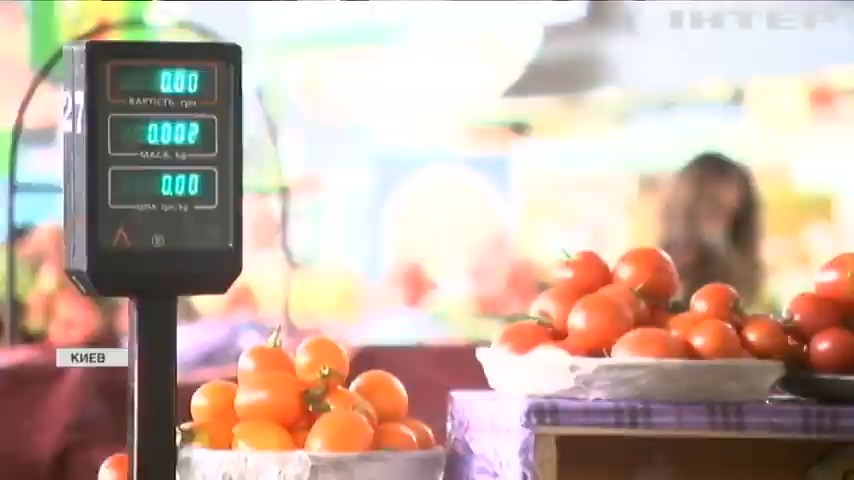 ІНТЕР
27
0.00
ВАРТІСТЬ, грн
0.002
МАСА, kg
0.00
ЦІНА, грн/kg
КИЕВ